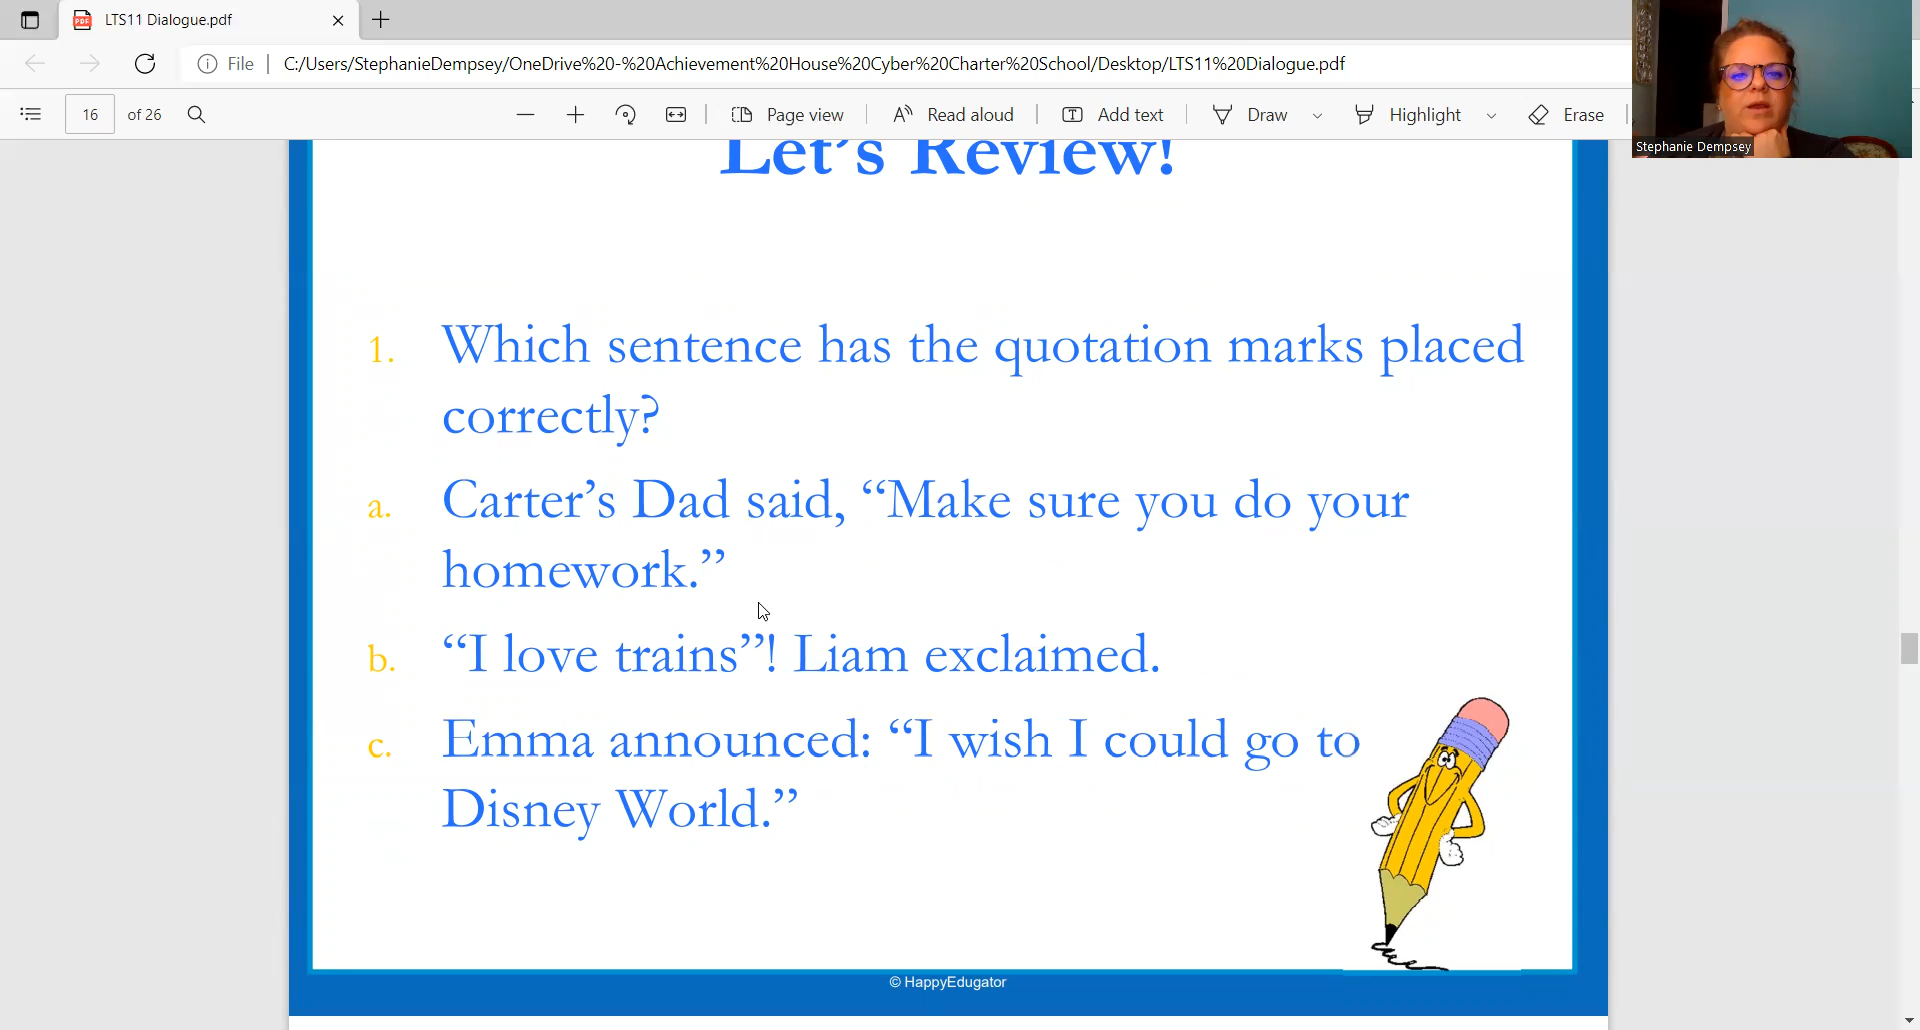 LTS11 Dialogue.pdf
File | C:/Users/StephanieDempsey/OneDrive%20-%20Achievement%20House%20Cyber%20Charter%20School/Desktop/LTS11%20Dialogue.pdf
16 of 26 Page view Read aloud Add text Draw Highlight Erase
Stephanie Dempsey
Let’s Review!
1. Which sentence has the quotation marks placed
correctly?
a. Carter’s Dad said, “Make sure you do your
homework.”
b. “I love trains”! Liam exclaimed.
c. Emma announced: “I wish I could go to
Disney World.”
© HappyEdugator